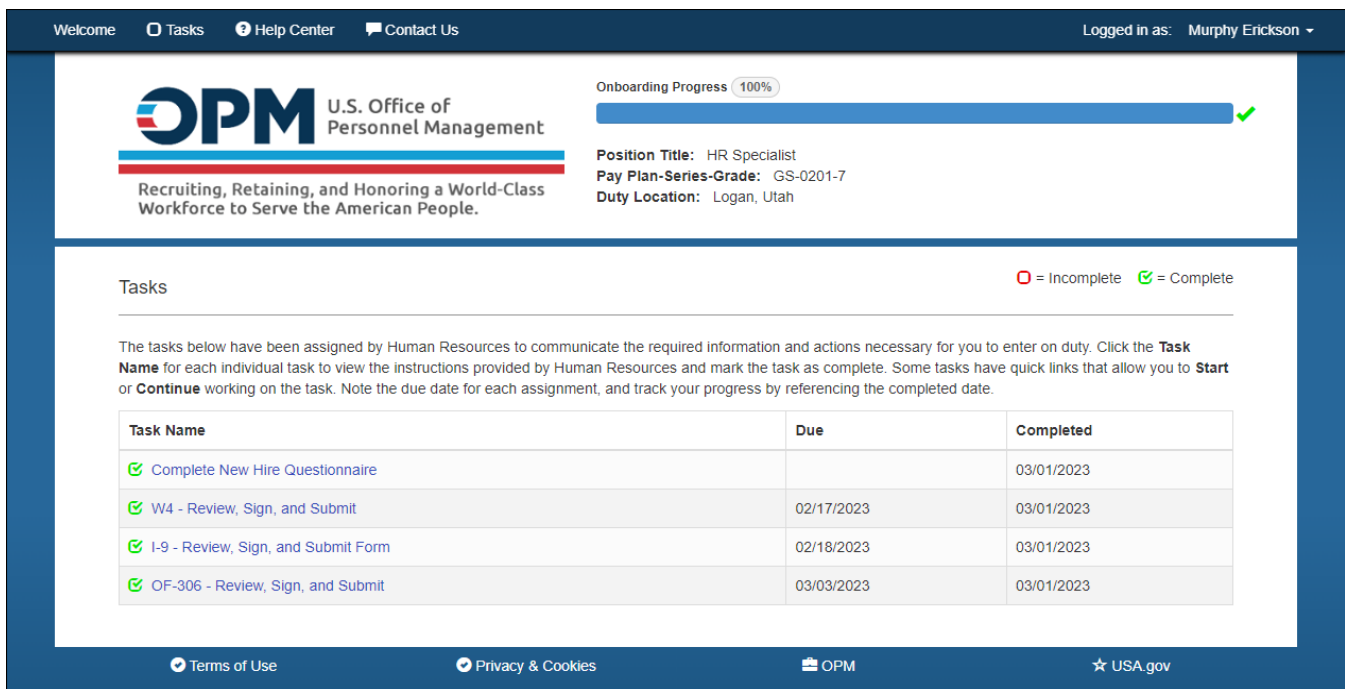 Welcome Tasks Help Center Contact Us Logged in as: Murphy Erickson
OPM U.S. Office of
Personnel Management
Recruiting, Retaining, and Honoring a World-Class
Workforce to Serve the American People.
Onboarding Progress 100%
Position Title: HR Specialist
Pay Plan-Series-Grade: GS-0201-7
Duty Location: Logan, Utah
Tasks
= Incomplete = Complete
The tasks below have been assigned by Human Resources to communicate the required information and actions necessary for you to enter on duty. Click the Task
Name for each individual task to view the instructions provided by Human Resources and mark the task as complete. Some tasks have quick links that allow you to Start
or Continue working on the task. Note the due date for each assignment, and track your progress by referencing the completed date.
Task Name Due Completed
Complete New Hire Questionnaire 03/01/2023
W4 - Review, Sign, and Submit 02/17/2023 03/01/2023
I-9 - Review, Sign, and Submit Form 02/18/2023 03/01/2023
OF-306 - Review, Sign, and Submit 03/03/2023 03/01/2023
Terms of Use Privacy & Cookies OPM USA.gov